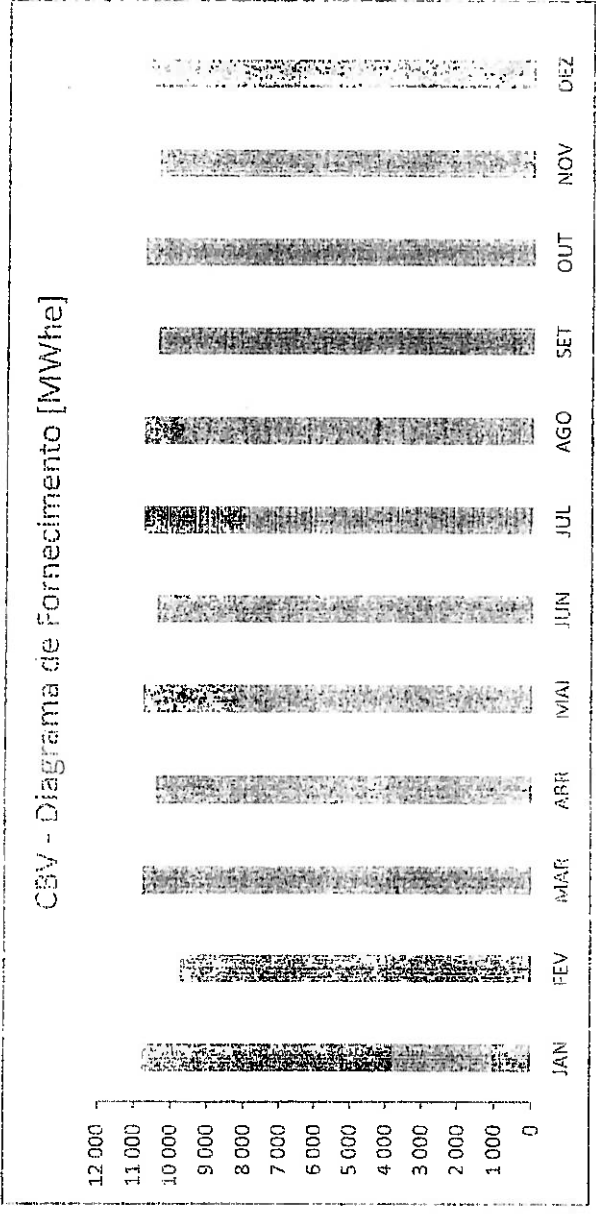 CBV - Diagrama de Fornecimento [MWhe]
12 000
11 000
10 000
9 000
8 000
7 000
6 000
5 000
4 000
3 000
2 000
1 000
0
JAN
FEV
MAR
ABR
MAI
JUN
JUL
AGO
SET
OUT
NOV
DEZ